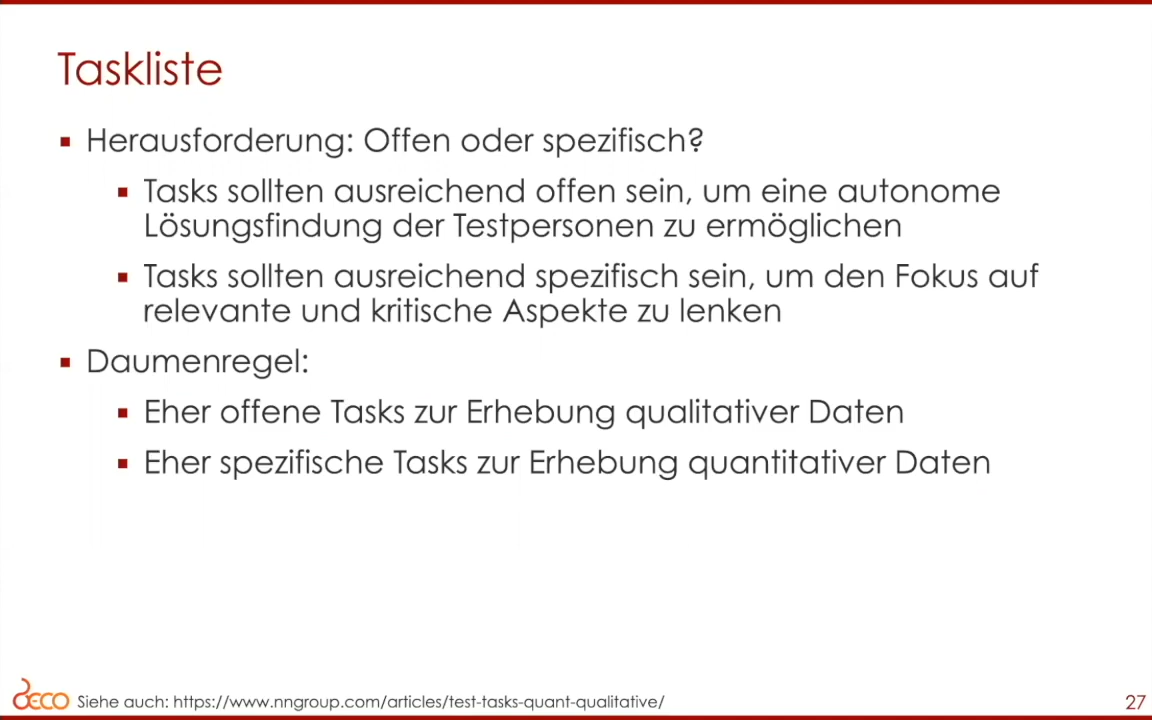 Taskliste
Herausforderung: Offen oder spezifisch?
Tasks sollten ausreichend offen sein, um eine autonome
Lösungsfindung der Testpersonen zu ermöglichen
Tasks sollten ausreichend spezifisch sein, um den Fokus auf
relevante und kritische Aspekte zu lenken
Daumenregel:
Eher offene Tasks zur Erhebung qualitativer Daten
Eher spezifische Tasks zur Erhebung quantitativer Daten
DECO Siehe auch: https://www.nngroup.com/articles/test-tasks-quant-qualitative/
27